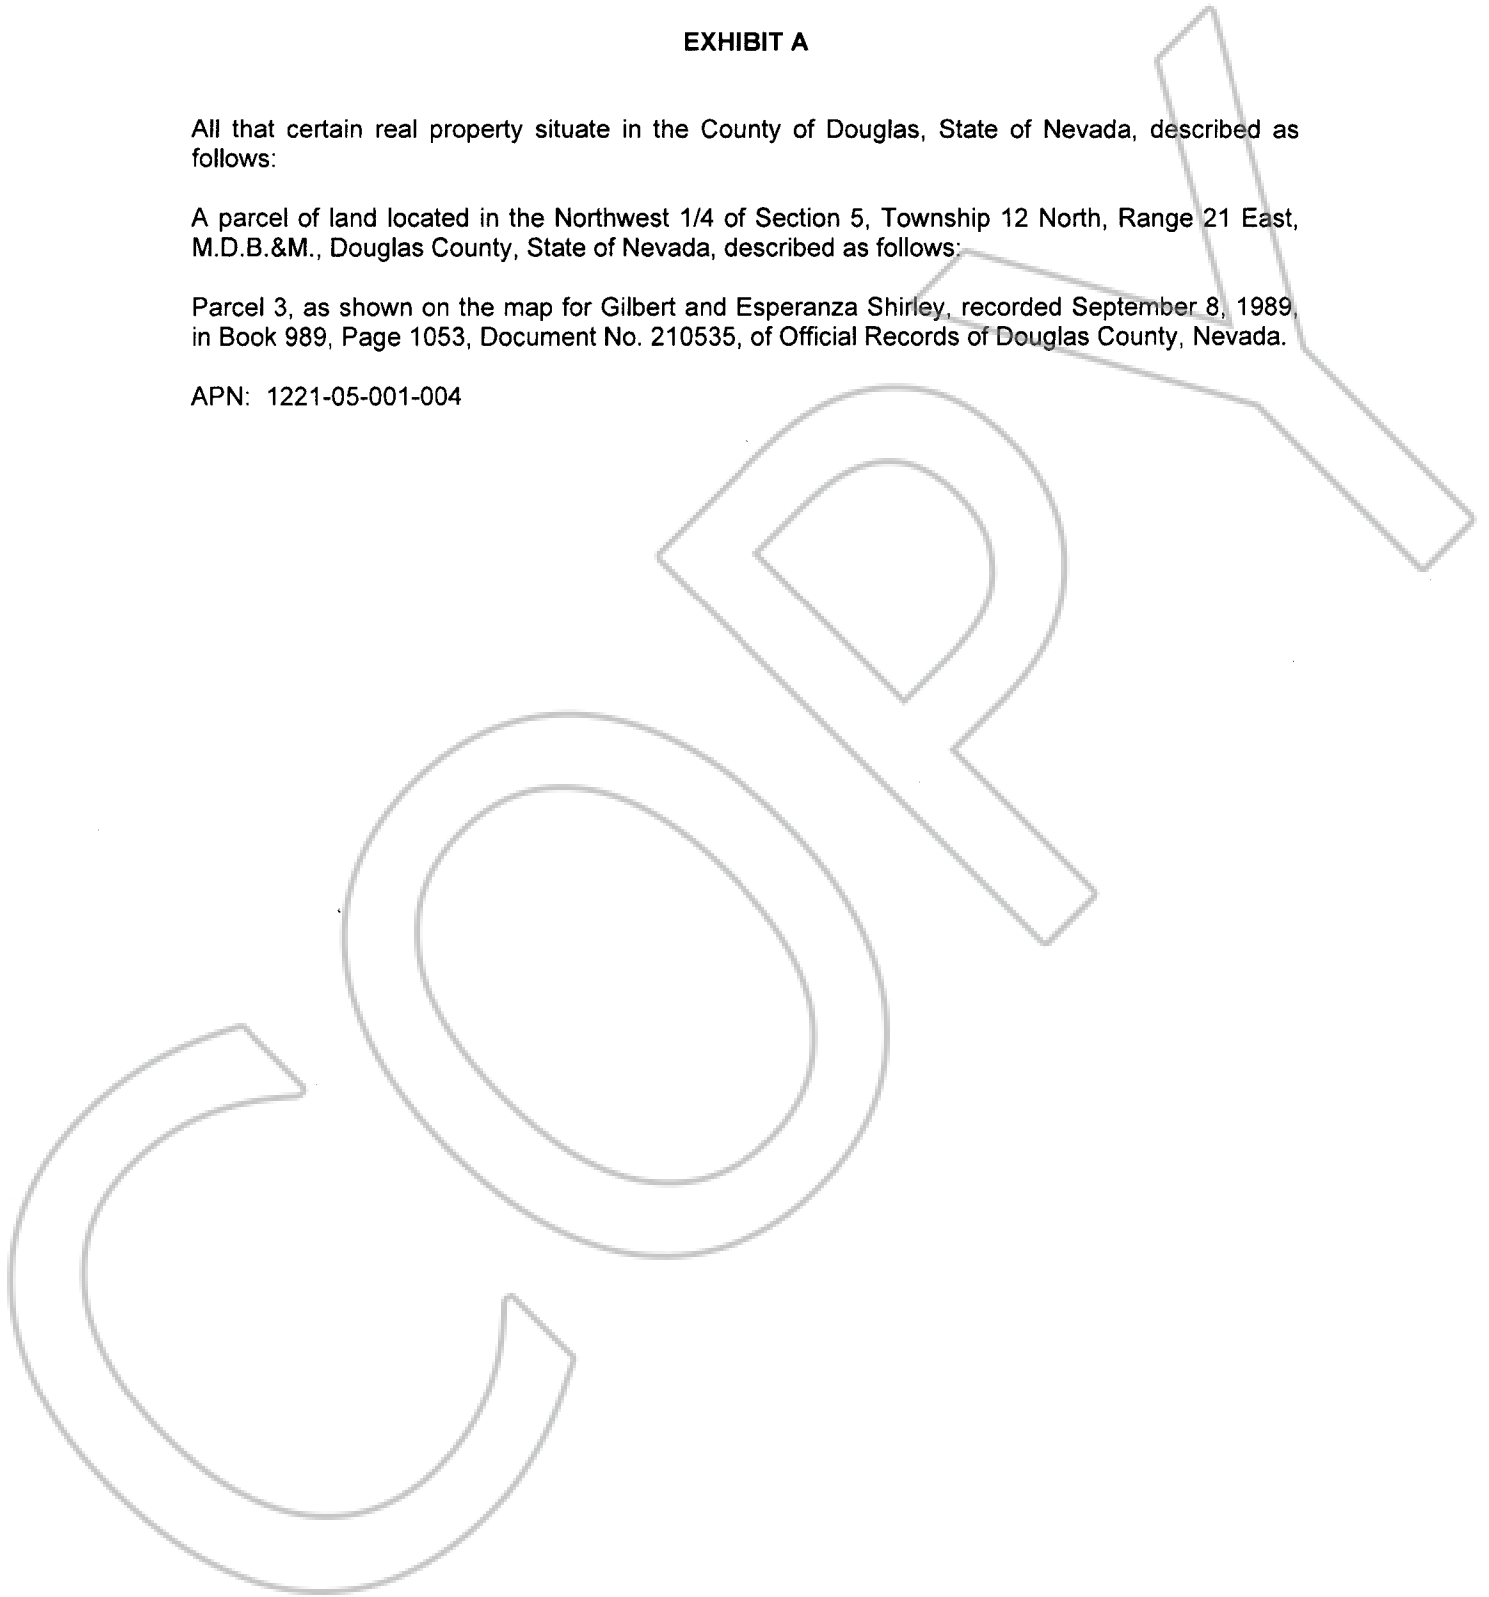 EXHIBIT A
All that certain real property situate in the County of Douglas, State of Nevada, described as
follows:
A parcel of land located in the Northwest 1/4 of Section 5, Township 12 North, Range 21 East,
M.D.B.&M., Douglas County, State of Nevada, described as follows:
Parcel 3, as shown on the map for Gilbert and Esperanza Shirley, recorded September 8, 1989,
in Book 989, Page 1053, Document No. 210535, of Official Records of Douglas County, Nevada.
APN: 1221-05-001-004
COPY